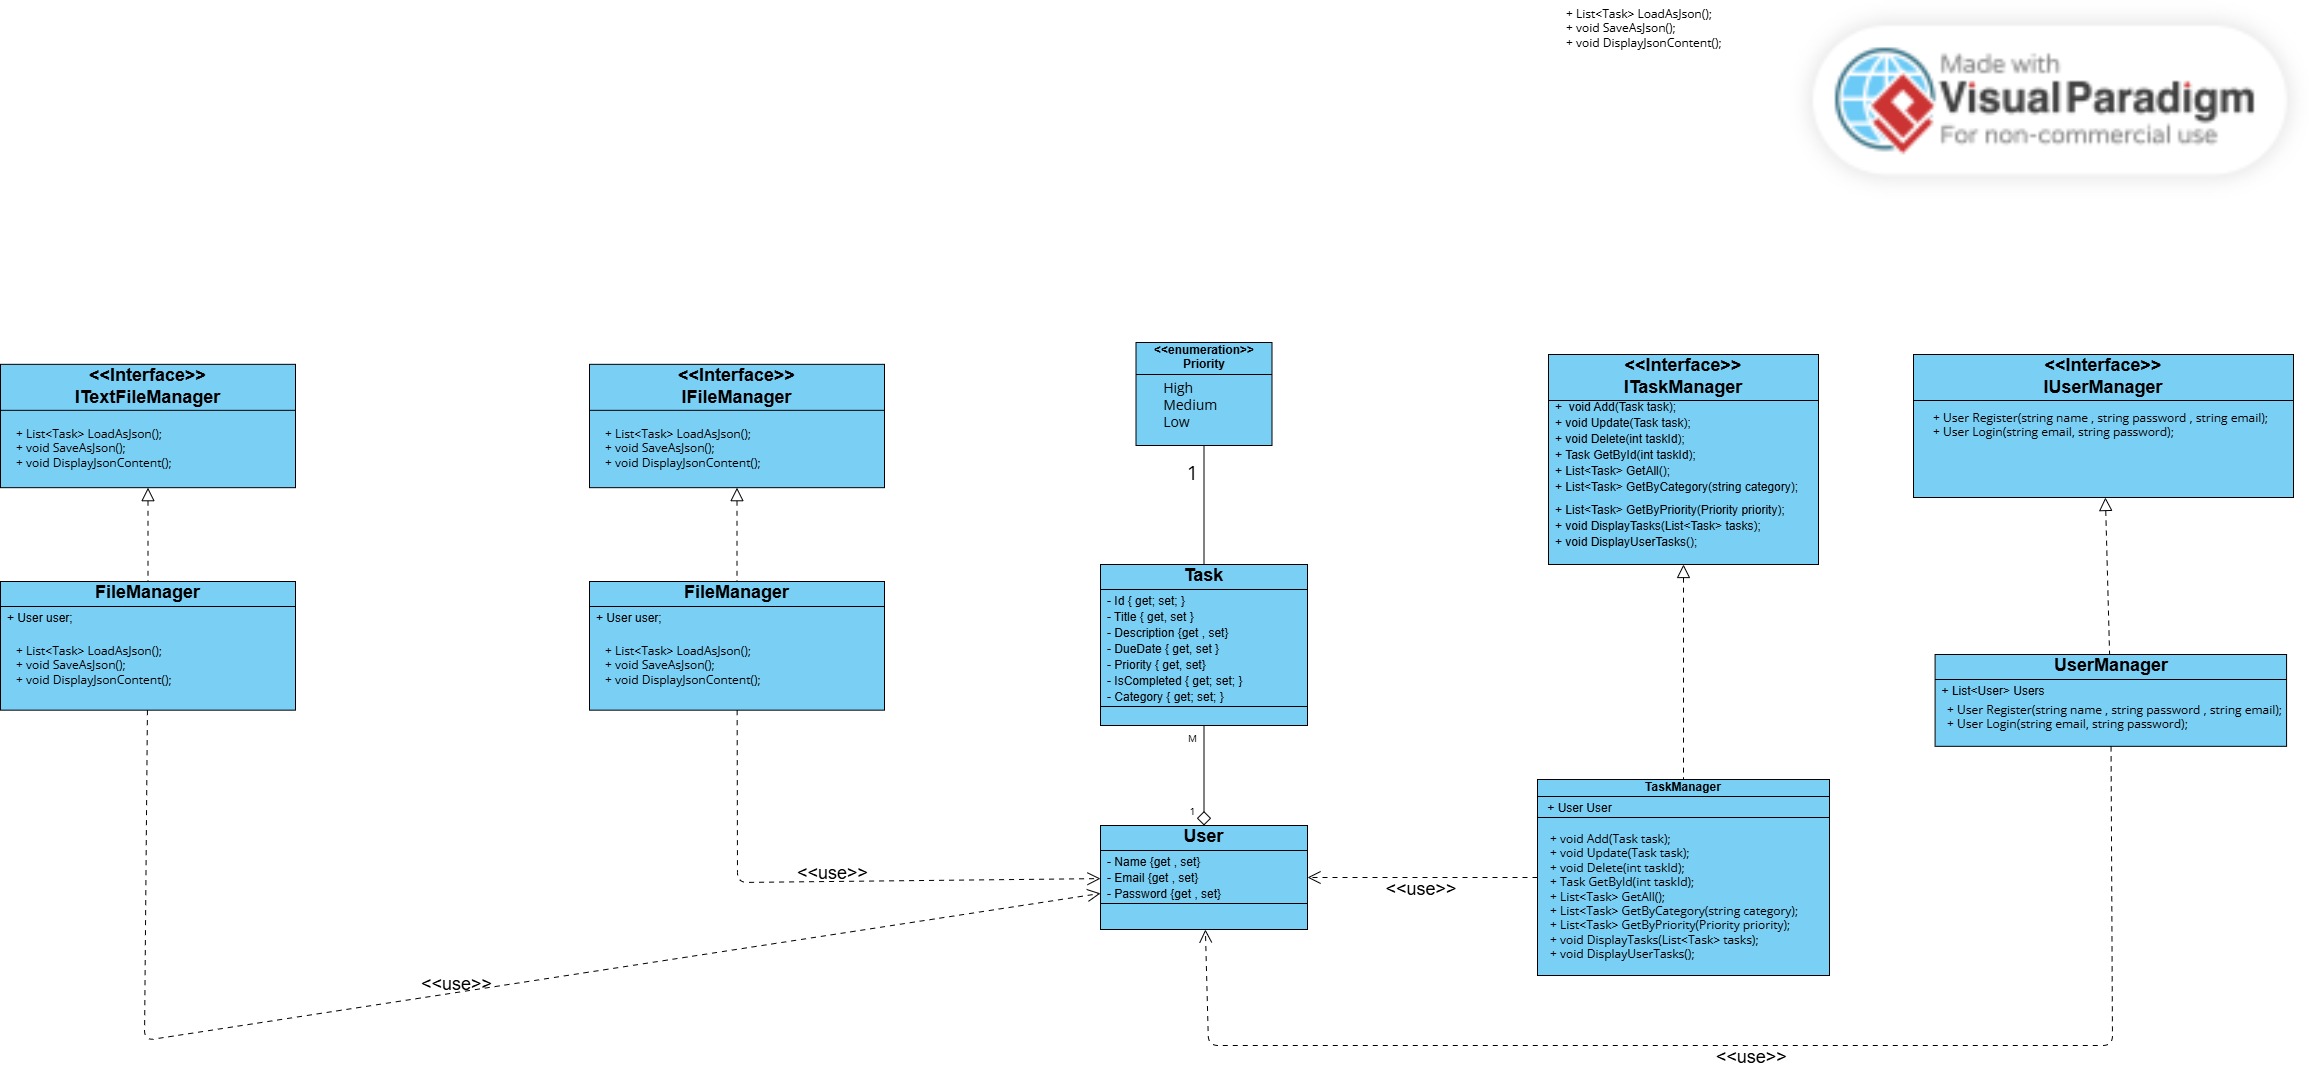 + List<Task> LoadAsJson();
+ void SaveAsJson();
+ void DisplayJsonContent();
Made with
Visual Paradigm
For non-commercial use
<<Interface>>
ITextFileManager
+ List<Task> LoadAsJson();
+ void SaveAsJson();
+ void DisplayJsonContent();
<<Interface>>
IFileManager
+ List<Task> LoadAsJson();
+ void SaveAsJson();
+ void DisplayJsonContent();
<<enumeration>>
Priority
High
Medium
Low
<<Interface>>
ITaskManager
+  void Add(Task task);
+ void Update(Task task);
+ void Delete(int taskId);
+ Task GetById(int taskId);
+ List<Task> GetAll();
+ List<Task> GetByCategory(string category);
+ List<Task> GetByPriority(Priority priority);
+ void DisplayTasks(List<Task> tasks);
+ void DisplayUserTasks();
<<Interface>>
IUserManager
+ User Register(string name , string password , string email);
+ User Login(string email, string password);
1
FileManager
+ User user;
+ List<Task> LoadAsJson();
+ void SaveAsJson();
+ void DisplayJsonContent();
FileManager
+ User user;
+ List<Task> LoadAsJson();
+ void SaveAsJson();
+ void DisplayJsonContent();
Task
- Id { get; set; }
- Title { get, set }
- Description {get , set}
- DueDate { get, set }
- Priority { get, set}
- IsCompleted { get; set; }
- Category { get; set; }
UserManager
+ List<User> Users
+ User Register(string name , string password , string email);
+ User Login(string email, string password);
M
1
User
- Name {get , set}
- Email {get , set}
- Password {get , set}
TaskManager
+ User User
+ void Add(Task task);
+ void Update(Task task);
+ void Delete(int taskId);
+ Task GetById(int taskId);
+ List<Task> GetAll();
+ List<Task> GetByCategory(string category);
+ List<Task> GetByPriority(Priority priority);
+ void DisplayTasks(List<Task> tasks);
+ void DisplayUserTasks();
<<use>>
<<use>>
<<use>>
<<use>>